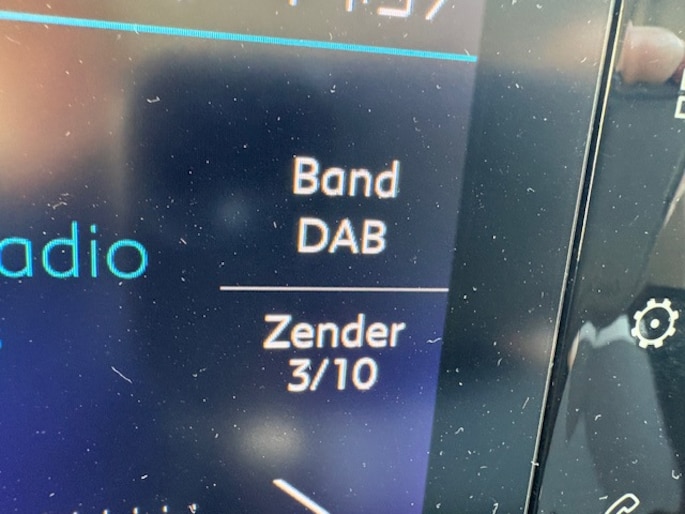 Band
DAB
adio
Zender
3/10